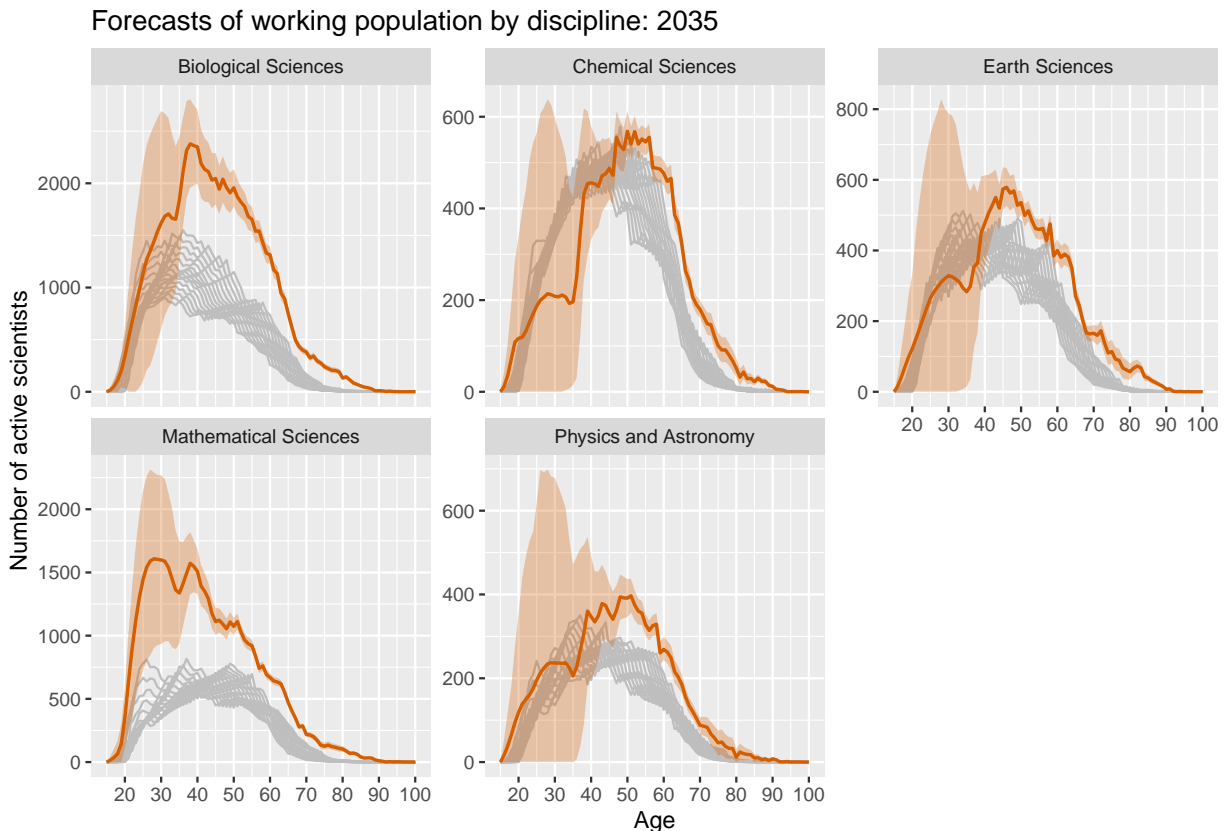 Forecasts of working population by discipline: 2035
Biological Sciences
Chemical Sciences
Earth Sciences
2000
1000
0
600
400
200
0
800
600
400
200
0
20 30 40 50 60 70 80 90 100
Mathematical Sciences
Physics and Astronomy
2000
1500
1000
500
0
600
400
200
0
20 30 40 50 60 70 80 90 100
20 30 40 50 60 70 80 90 100
Number of active scientists
Age